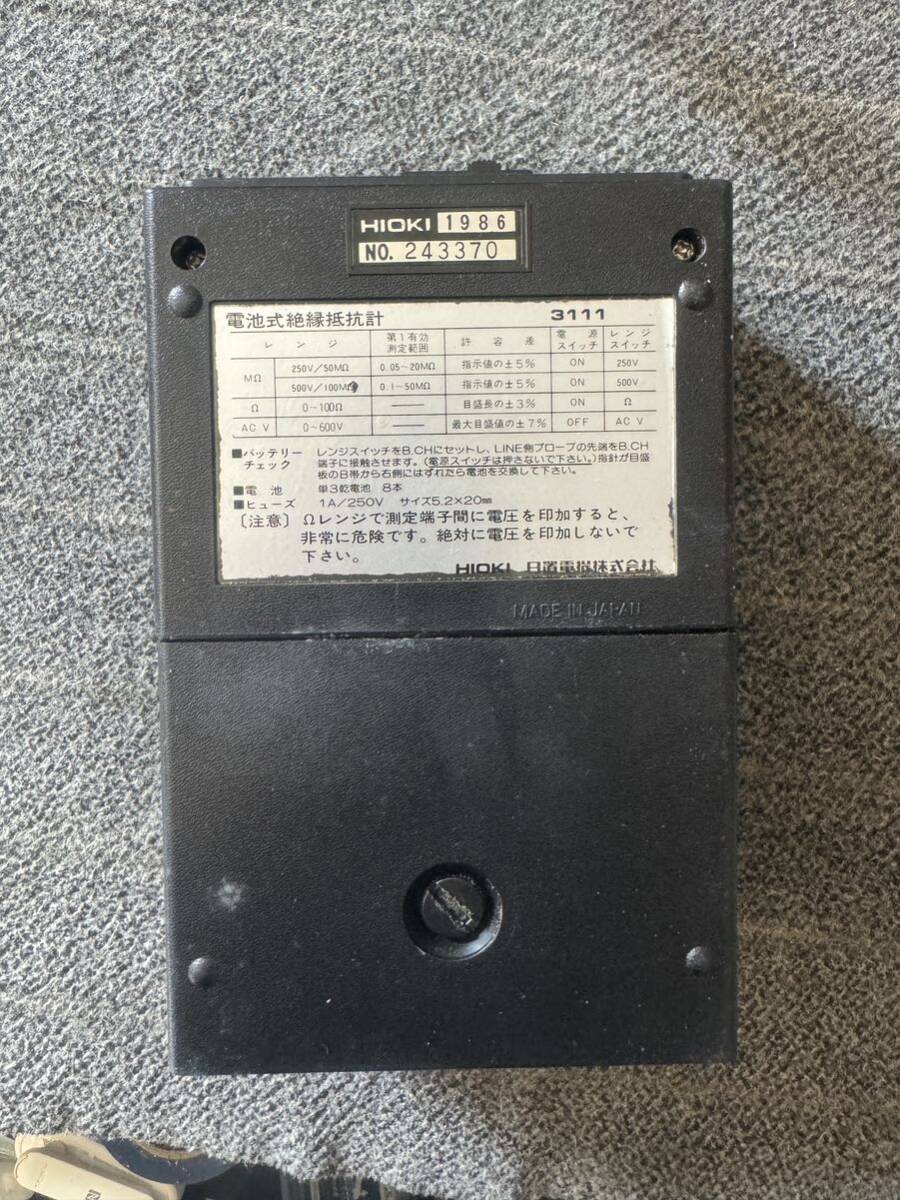 HIOKI 1986
NO. 243370
電池式絶縁抵抗計 3111
レンジ 第1有効測定範囲 許容差 電源スイッチ レンジスイッチ
MΩ 250V/50MΩ 0.05~20MΩ 指示値の±5% ON 250V
500V/100MΩ 0.1~50MΩ 指示値の±5% ON 500V
Ω 0~100Ω —— 目盛長の±3% ON Ω
AC V 0~600V —— 最大目盛値の±7% OFF AC V
■バッテリーチェック レンジスイッチをB.CHにセットし、LINE側プローブの先端をB.CH
端子に接触させます。(電源スイッチは押さないで下さい。)指針が目盛
板のB帯から右側にはずれたら電池を交換して下さい。
■電池 単3乾電池 8本
■ヒューズ 1A/250V サイズ5.2×20mm
〔注意〕Ωレンジで測定端子間に電圧を印加すると、
非常に危険です。絶対に電圧を印加しないで
下さい。
HIOKI 日置電機株式会社
MADE IN JAPAN